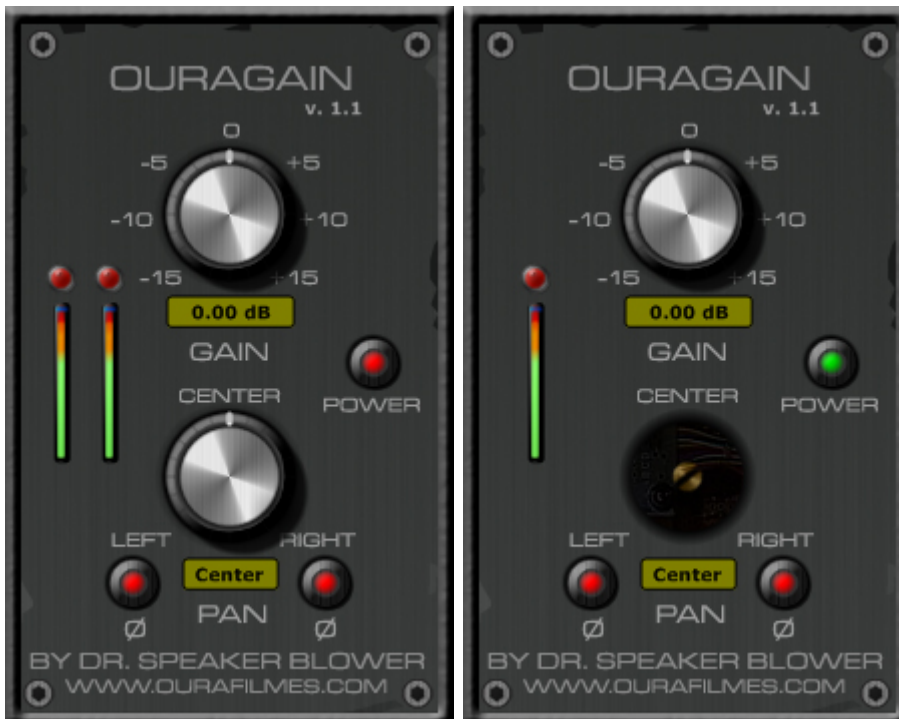 OURAGAIN
v. 1.1
0
-5 +5
-10 +10
-15 +15
0.00 dB
GAIN
CENTER
POWER
LEFT RIGHT
Center
PAN
Ø Ø
BY DR. SPEAKER BLOWER
WWW.OURAFILMES.COM
OURAGAIN
v. 1.1
0
-5 +5
-10 +10
-15 +15
0.00 dB
GAIN
CENTER
POWER
LEFT RIGHT
Center
PAN
Ø Ø
BY DR. SPEAKER BLOWER
WWW.OURAFILMES.COM